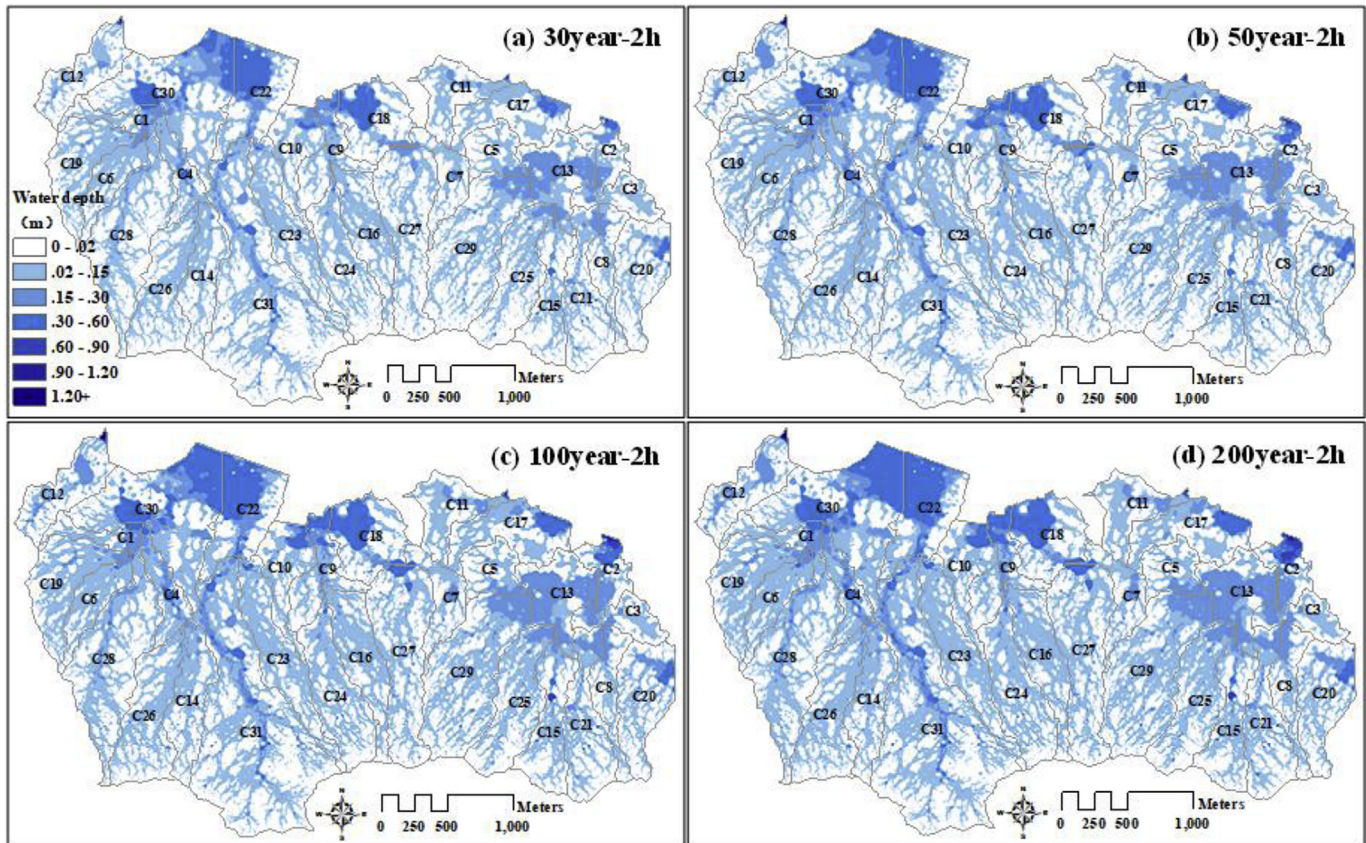 (a) 30year-2h
C12
C30
C22
C1
C11
C17
C18
C19
C6
C4
C10
C9
C5
C2
C13
C7
C3
Water depth
(m)
0 - .02
.02 - .15
.15 - .30
.30 - .60
.60 - .90
.90 - 1.20
1.20+
C28
C23
C16
C27
C29
C8
C20
C26
C14
C24
C25
C21
C31
C15
N
W E
S
Meters
0 250 500 1,000
(b) 50year-2h
C12
C30
C22
C1
C11
C17
C18
C19
C6
C4
C10
C9
C5
C2
C13
C7
C3
C28
C23
C16
C27
C29
C8
C20
C26
C14
C24
C25
C21
C31
C15
N
W E
S
Meters
0 250 500 1,000
(c) 100year-2h
C12
C30
C22
C1
C11
C17
C18
C19
C6
C4
C10
C9
C5
C2
C13
C7
C3
C28
C23
C16
C27
C29
C8
C20
C26
C14
C24
C25
C21
C31
C15
N
W E
S
Meters
0 250 500 1,000
(d) 200year-2h
C12
C30
C22
C1
C11
C17
C18
C19
C6
C4
C10
C9
C5
C2
C13
C7
C3
C28
C23
C16
C27
C29
C8
C20
C26
C14
C24
C25
C21
C31
C15
N
W E
S
Meters
0 250 500 1,000